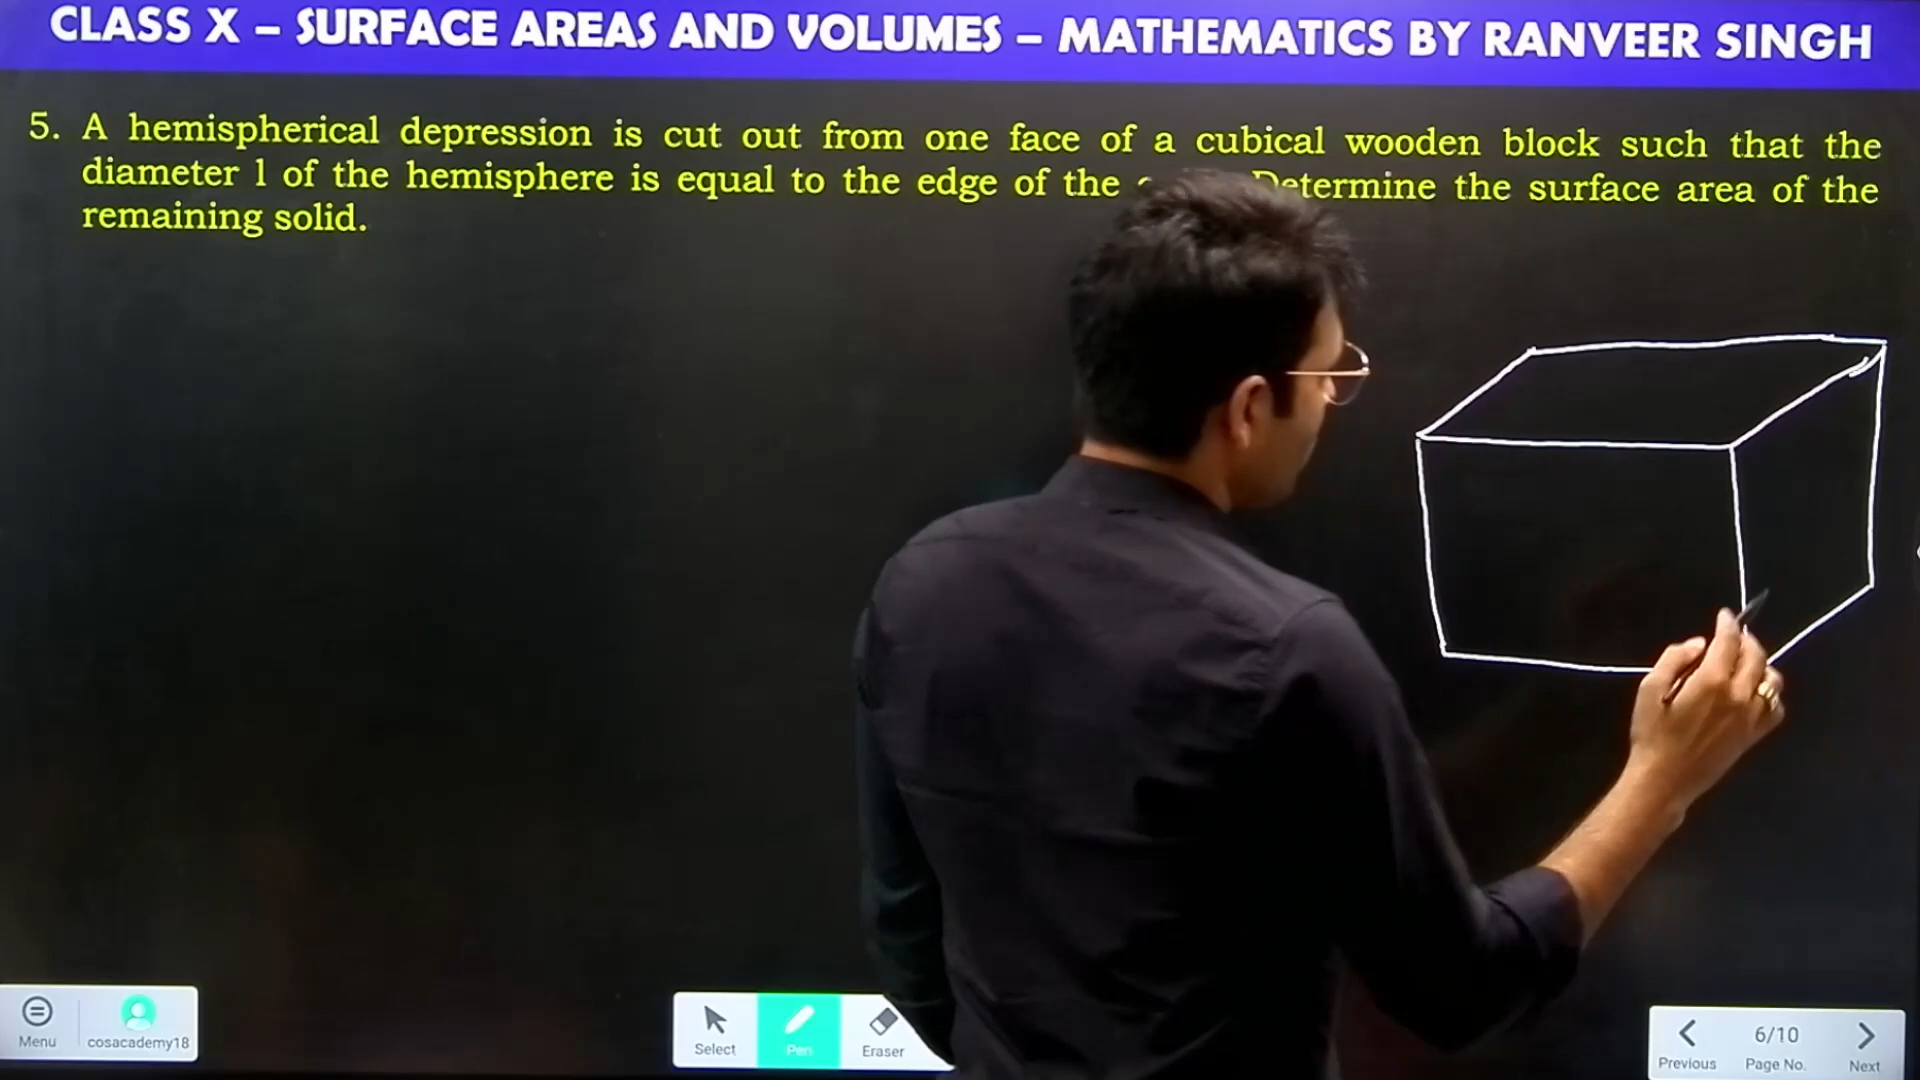 CLASS X – SURFACE AREAS AND VOLUMES – MATHEMATICS BY RANVEER SINGH
5. A hemispherical depression is cut out from one face of a cubical wooden block such that the
diameter l of the hemisphere is equal to the edge of the Determine the surface area of the
remaining solid.
Menu
cosacademy18
Select
Pen
Eraser
6/10
Previous
Page No.
Next